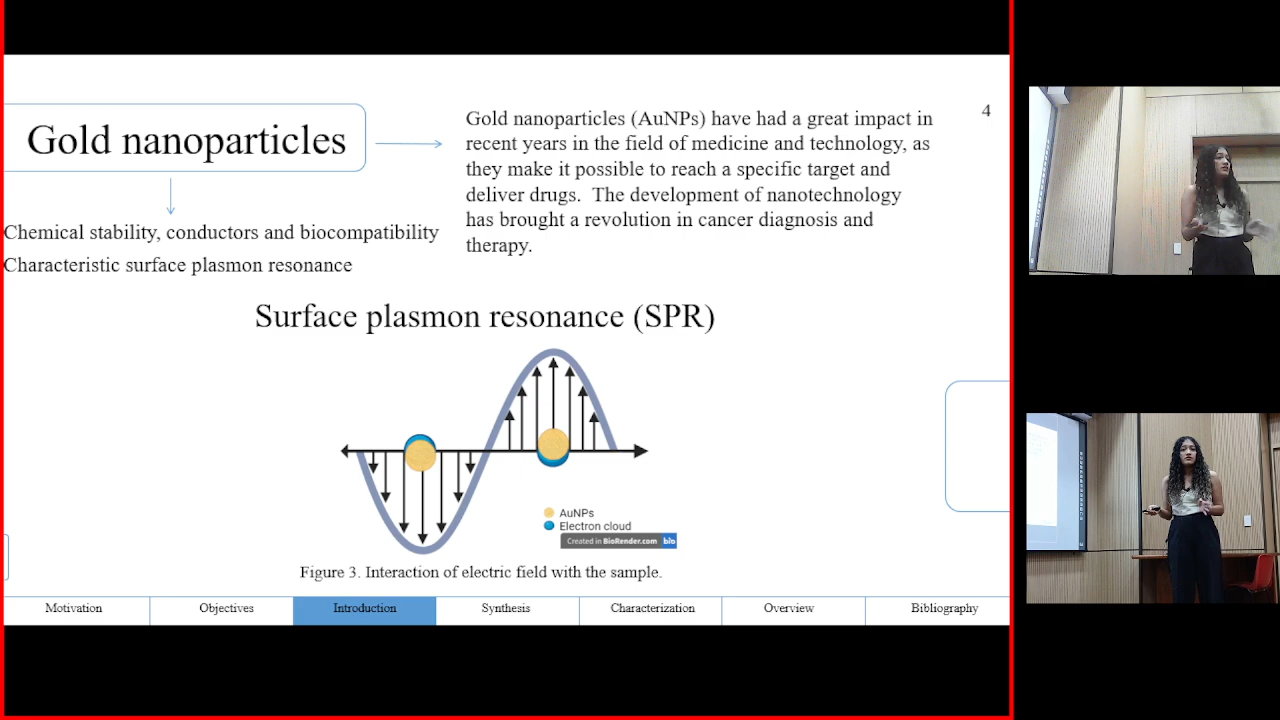 4
Gold nanoparticles
Gold nanoparticles (AuNPs) have had a great impact in
recent years in the field of medicine and technology, as
they make it possible to reach a specific target and
deliver drugs.  The development of nanotechnology
has brought a revolution in cancer diagnosis and
therapy.
Chemical stability, conductors and biocompatibility
Characteristic surface plasmon resonance
Surface plasmon resonance (SPR)
AuNPs
Electron cloud
Created in BioRender.com bio
Figure 3. Interaction of electric field with the sample.
Motivation Objectives Introduction Synthesis Characterization Overview Bibliography